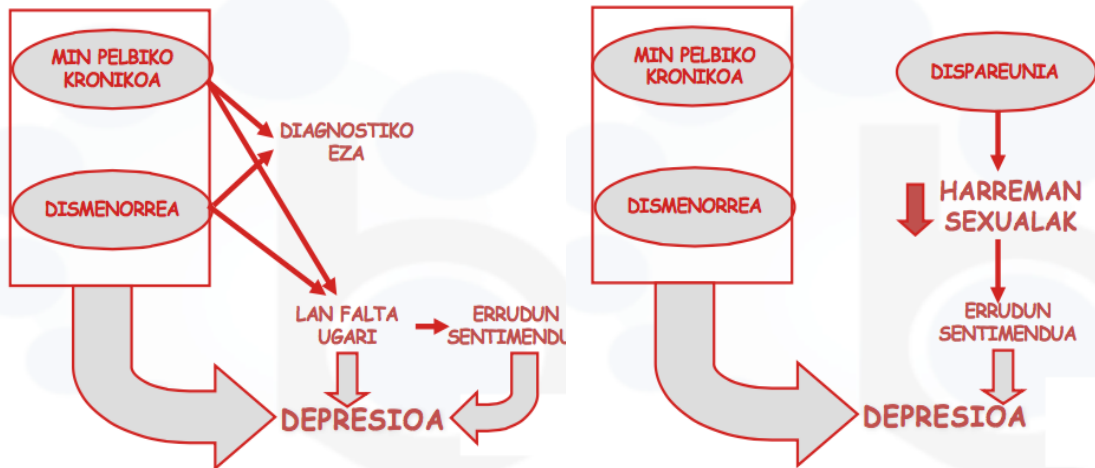 MIN PELBIKO
KRONIKOA
DIAGNOSTIKO
EZA
DISMENORREA
LAN FALTA
UGARI
ERRUDUN
SENTIMENDU
DEPRESIOA
MIN PELBIKO
KRONIKOA
DISPAREUNIA
DISMENORREA
HARREMAN
SEXUALAK
ERRUDUN
SENTIMENDUA
DEPRESIOA